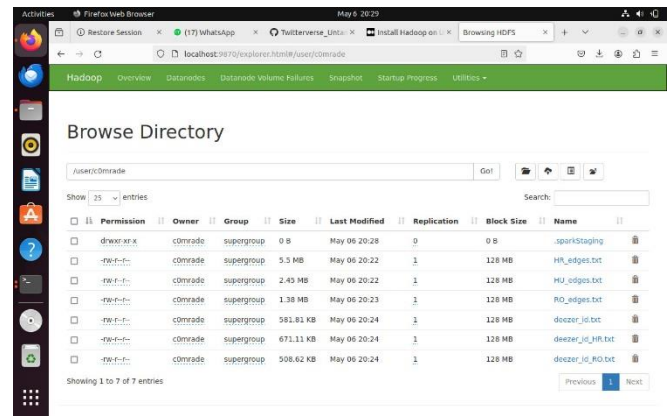 Activities Firefox Web Browser May 6 20:29
Restore Session × (17) WhatsApp × Twitterverse_Unta × Install Hadoop on × Browsing HDFS × +
localhost:9870/explorer.html#/user/c0mrade
Hadoop Overview Datanodes Datanode Volume Failures Snapshot Startup Progress Utilities
Browse Directory
/user/c0mrade Go!
Show 25 entries Search:
Permission Owner Group Size Last Modified Replication Block Size Name
drwxr-xr-x c0mrade supergroup 0 B May 06 20:28 0 0 B .sparkStaging
-rw-r--r-- c0mrade supergroup 5.5 MB May 06 20:22 1 128 MB HR_edges.txt
-rw-r--r-- c0mrade supergroup 2.45 MB May 06 20:22 1 128 MB HU_edges.txt
-rw-r--r-- c0mrade supergroup 1.38 MB May 06 20:23 1 128 MB RO_edges.txt
-rw-r--r-- c0mrade supergroup 581.81 KB May 06 20:24 1 128 MB deezer_id.txt
-rw-r--r-- c0mrade supergroup 671.11 KB May 06 20:24 1 128 MB deezer_id_HR.txt
-rw-r--r-- c0mrade supergroup 508.62 KB May 06 20:24 1 128 MB deezer_id_RO.txt
Showing 1 to 7 of 7 entries Previous 1 Next